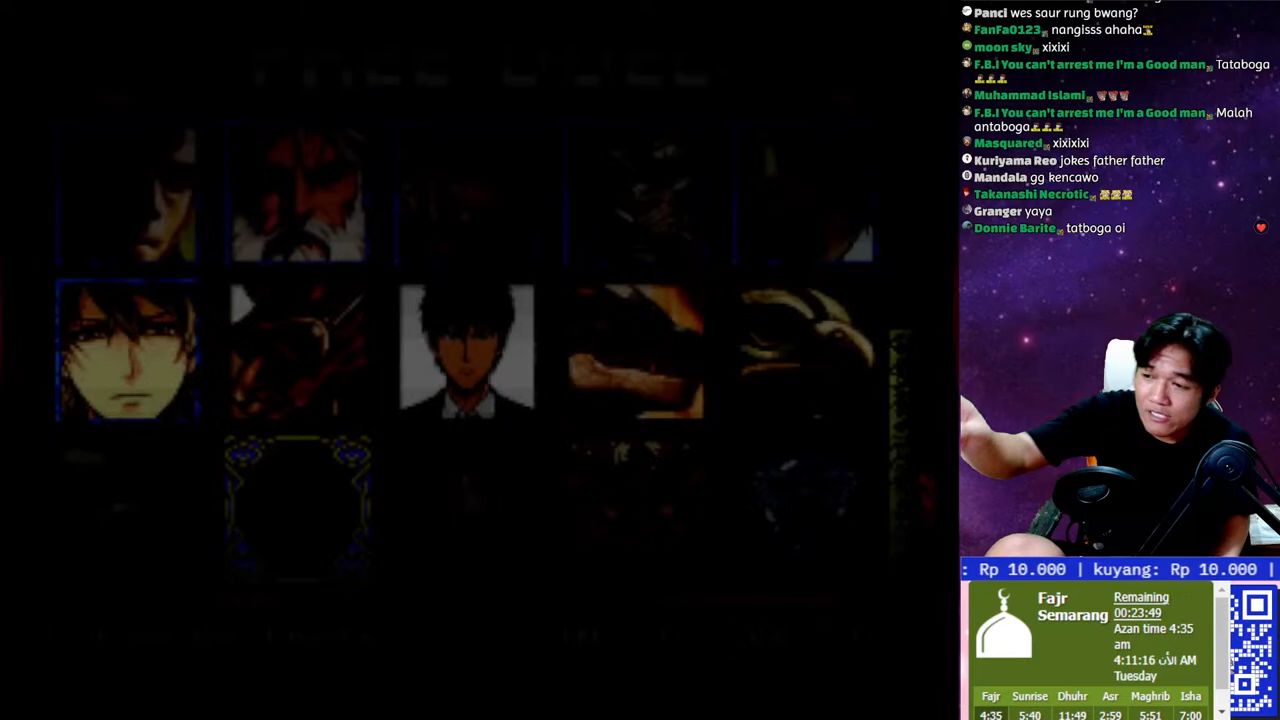 Panci wes saur rung bwang?
FanFa0123 nangisss ahaha
moon sky xixixi
F.B.I You can't arrest me I'm a Good man Tataboga
Muhammad Islami
F.B.I You can't arrest me I'm a Good man Malah
antaboga
Masquared xixixixi
Kuriyama Reo jokes father father
Mandala gg kencawo
Takanashi Necrotic
Granger yaya
Donnie Barite tatboga oi
: Rp 10.000 | kuyang: Rp 10.000 |
Fajr
Semarang
Remaining
00:23:49
Azan time 4:35
am
4:11:16 الآن AM
Tuesday
Fajr Sunrise Dhuhr Asr Maghrib Isha
4:35 5:40 11:49 2:59 5:51 7:00